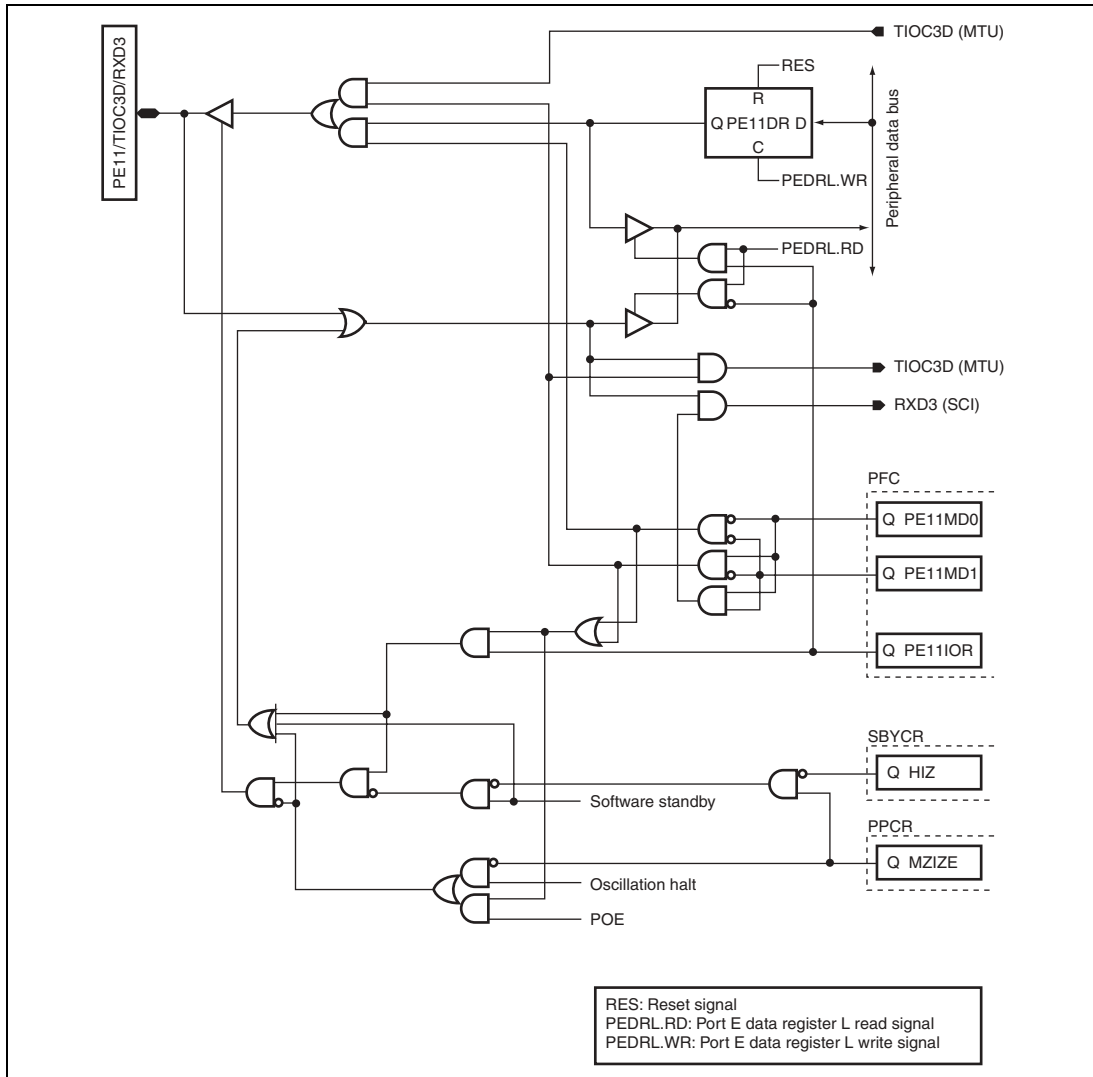 PE11/TIOC3D/RXD3
TIOC3D (MTU)
RES
R
Q PE11DR D
C
PEDRL.WR
Peripheral data bus
PEDRL.RD
TIOC3D (MTU)
RXD3 (SCI)
PFC
Q PE11MD0
Q PE11MD1
Q PE11IOR
SBYCR
Q HIZ
Software standby
PPCR
Q MZIZE
Oscillation halt
POE
RES: Reset signal
PEDRL.RD: Port E data register L read signal
PEDRL.WR: Port E data register L write signal